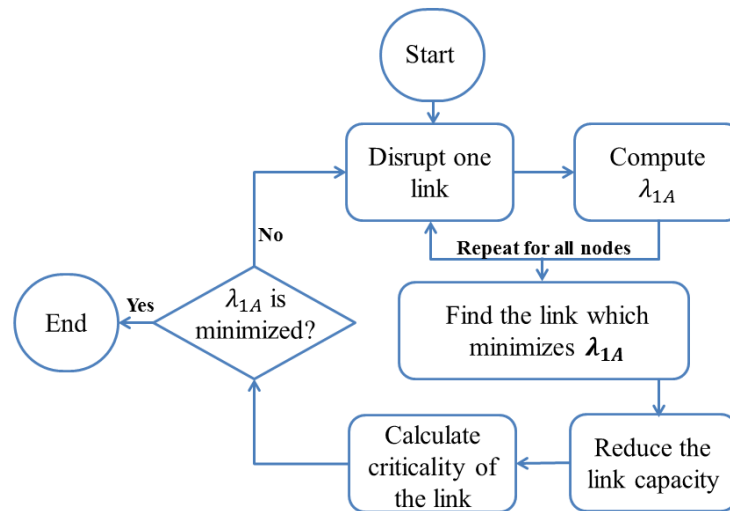 Start
Disrupt one
link
Compute
λ1A
Repeat for all nodes
No
Find the link which
minimizes λ1A
Yes
End
λ1A is
minimized?
Calculate
criticality of
the link
Reduce the
link capacity